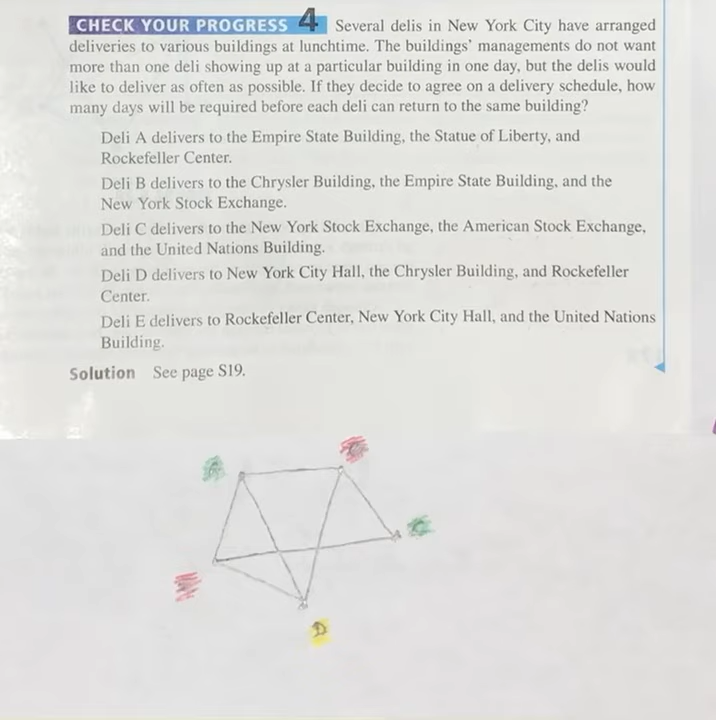 CHECK YOUR PROGRESS 4 Several delis in New York City have arranged
deliveries to various buildings at lunchtime. The buildings' managements do not want
more than one deli showing up at a particular building in one day, but the delis would
like to deliver as often as possible. If they decide to agree on a delivery schedule, how
many days will be required before each deli can return to the same building?
Deli A delivers to the Empire State Building, the Statue of Liberty, and
Rockefeller Center.
Deli B delivers to the Chrysler Building, the Empire State Building, and the
New York Stock Exchange.
Deli C delivers to the New York Stock Exchange, the American Stock Exchange,
and the United Nations Building.
Deli D delivers to New York City Hall, the Chrysler Building, and Rockefeller
Center.
Deli E delivers to Rockefeller Center, New York City Hall, and the United Nations
Building.
Solution See page S19.
D